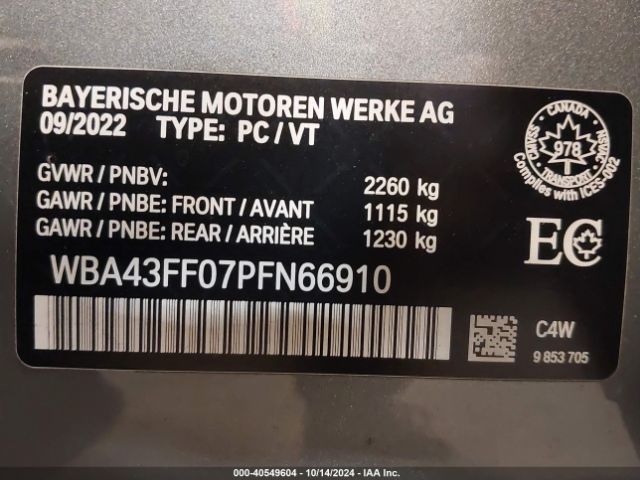 BAYERISCHE MOTOREN WERKE AG
09/2022 TYPE: PC / VT
GVWR / PNBV: 2260 kg
GAWR / PNBE: FRONT / AVANT 1115 kg
GAWR / PNBE: REAR / ARRIÈRE 1230 kg
WBA43FF07PFN66910
CANADA
978
TRANSPORT
Complies with ICES-002
EC
C4W
9 853 705
000-40549604 - 10/14/2024 - IAA Inc.